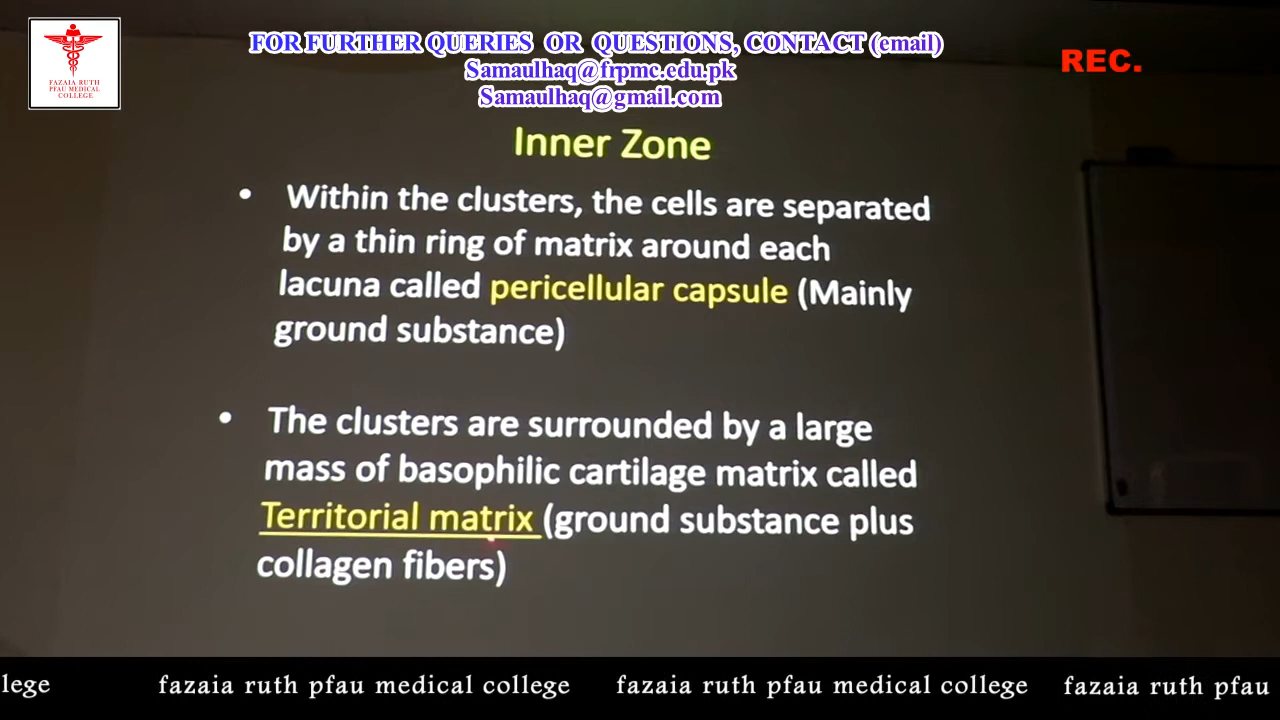 FOR FURTHER QUERIES OR QUESTIONS, CONTACT (email)
Samaulhaq@frpmc.edu.pk
Samaulhaq@gmail.com
REC.
FAZAIA RUTH
PFAU MEDICAL
COLLEGE
Inner Zone
• Within the clusters, the cells are separated
by a thin ring of matrix around each
lacuna called pericellular capsule (Mainly
ground substance)
• The clusters are surrounded by a large
mass of basophilic cartilage matrix called
Territorial matrix (ground substance plus
collagen fibers)
lege fazaia ruth pfau medical college fazaia ruth pfau medical college fazaia ruth pfau